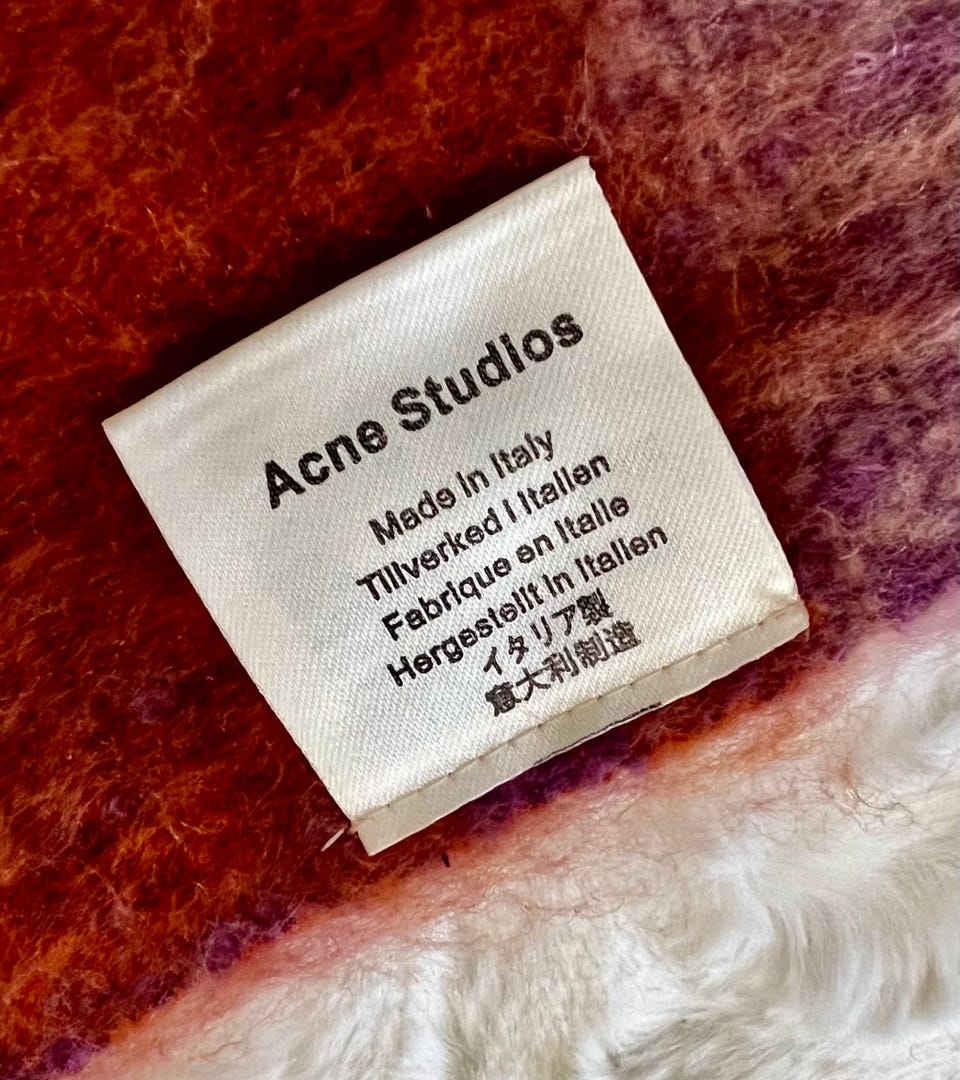 Acne Studios
Made in Italy
Tillverked i Italien
Fabrique en Italie
Hergestellt in Italien
イタリア製
意大利制造